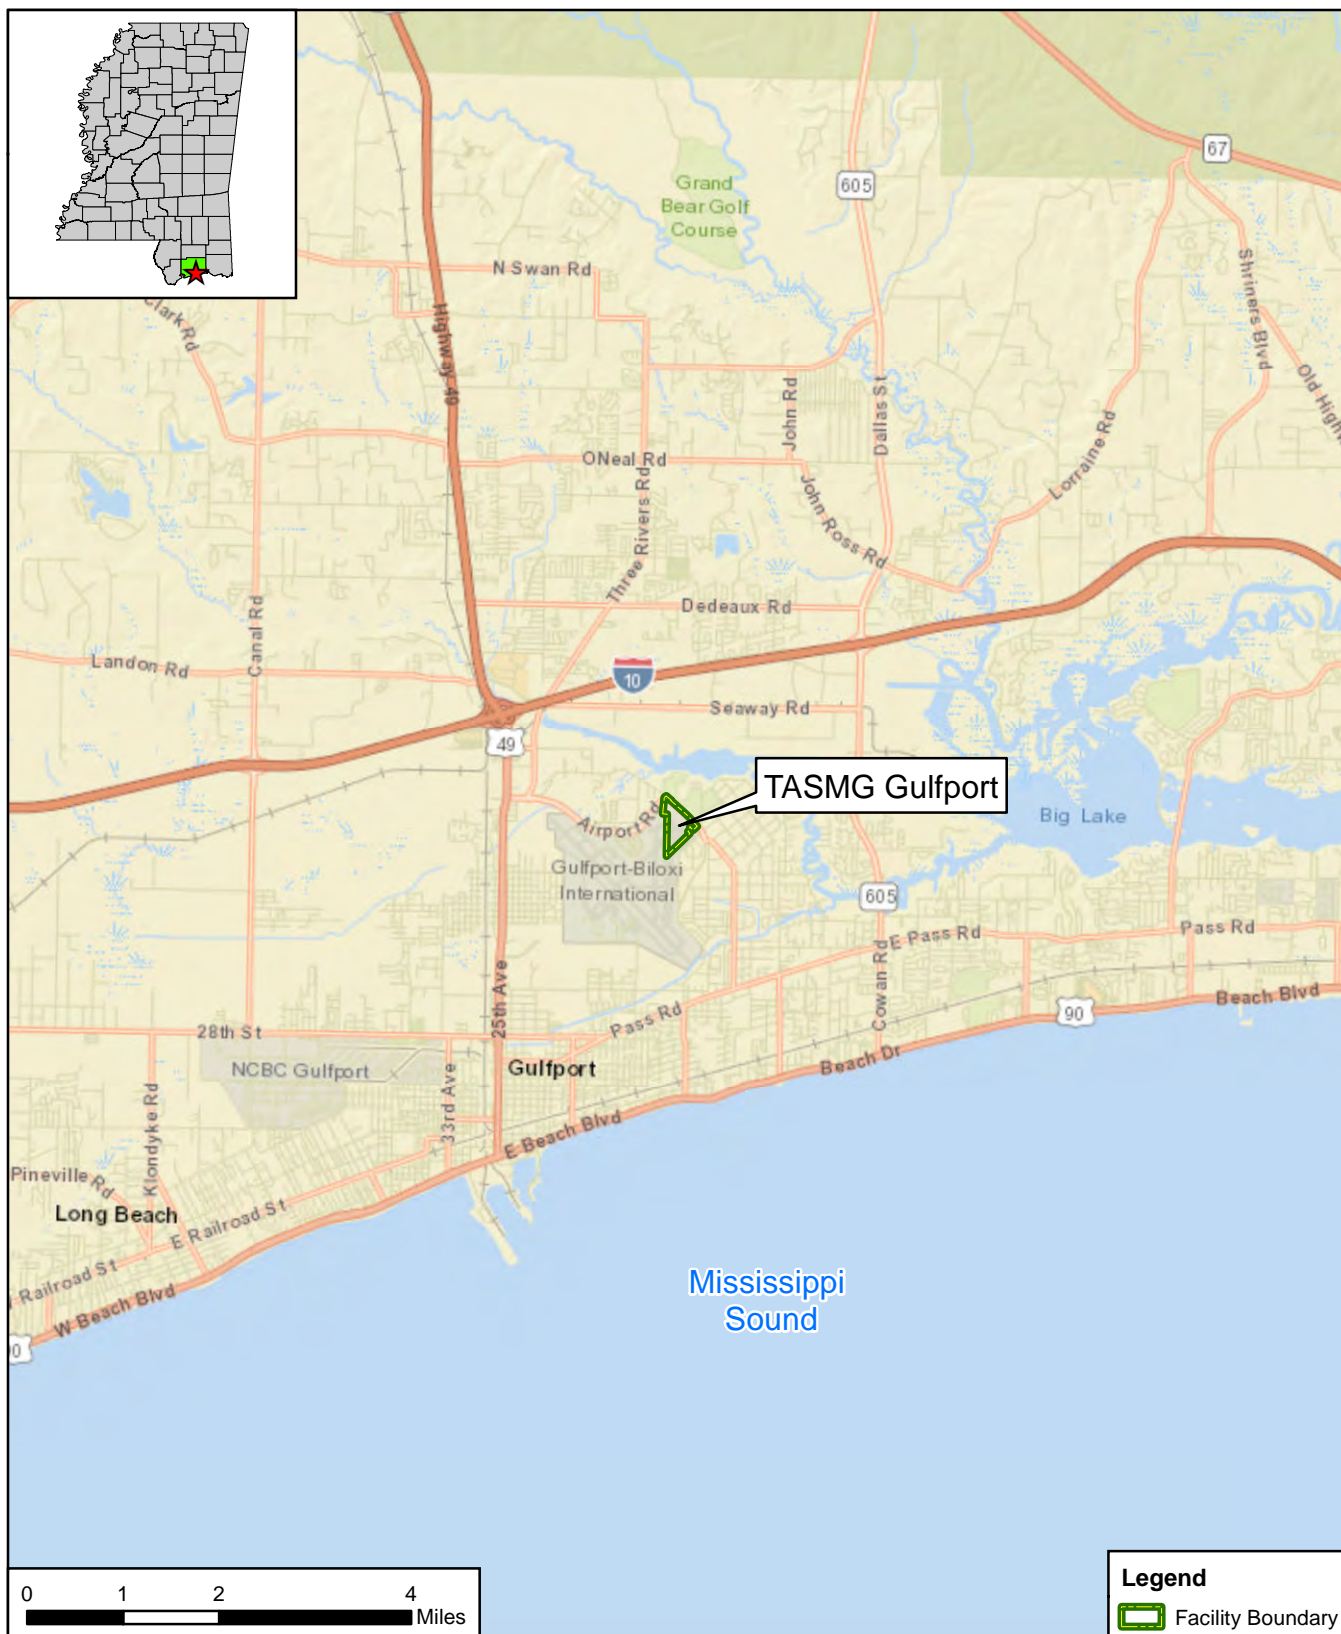 67
605
Grand
Bear Golf
Course
N Swan Rd
Shriners Blvd
Clark Rd
Highway 49
Old High
John Rd
Dallas St
Lorraine Rd
ONeal Rd
Three Rivers Rd
John Ross Rd
Canal Rd
Dedeaux Rd
Landon Rd
10
Seaway Rd
49
TASMG Gulfport
Airport Rd
Big Lake
Gulfport-Biloxi
International
605
E Pass Rd
Pass Rd
25th Ave
Cowan Rd
Beach Blvd
90
28th St
Pass Rd
NCBC Gulfport
Gulfport
Beach Dr
33rd Ave
Klondyke Rd
E Beach Blvd
Pineville Rd
Long Beach
E Railroad St
Railroad St
W Beach Blvd
Mississippi
Sound
0 1 2 4
Miles
Legend
Facility Boundary